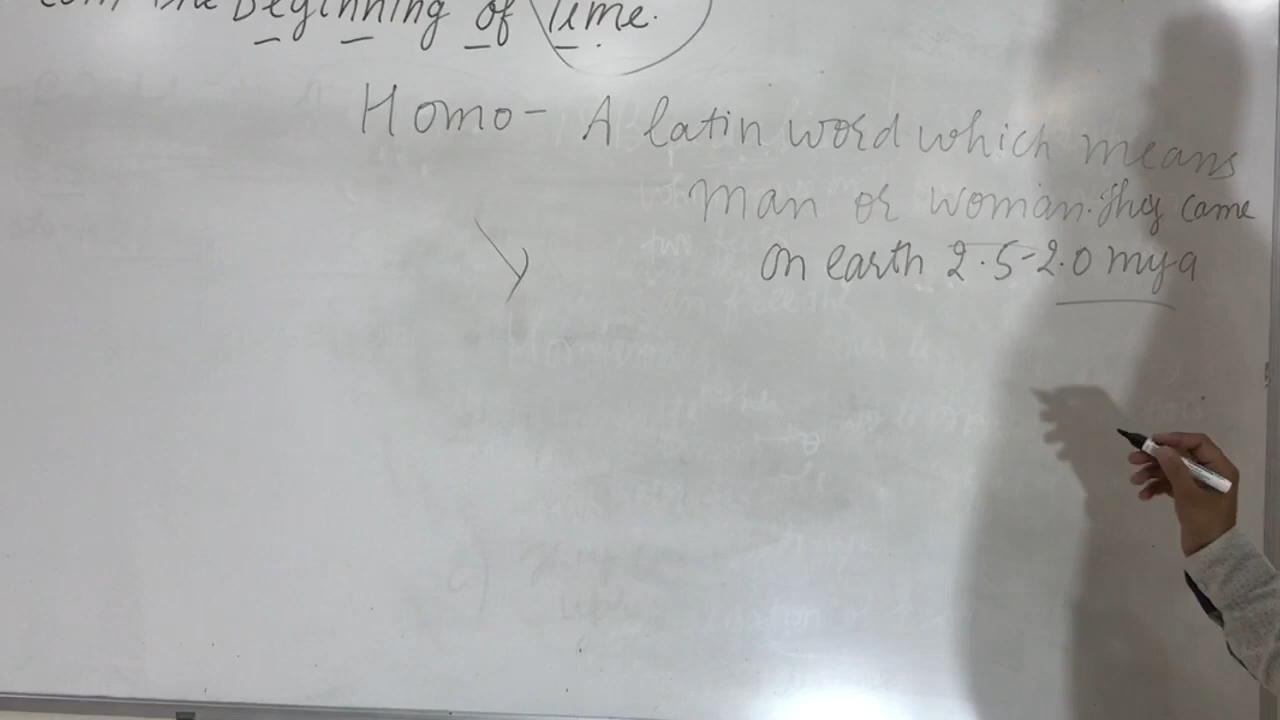 the Beginning of Time.
Homo- A latin word which means
man or woman. They came
on earth 2.5-2.0 mya